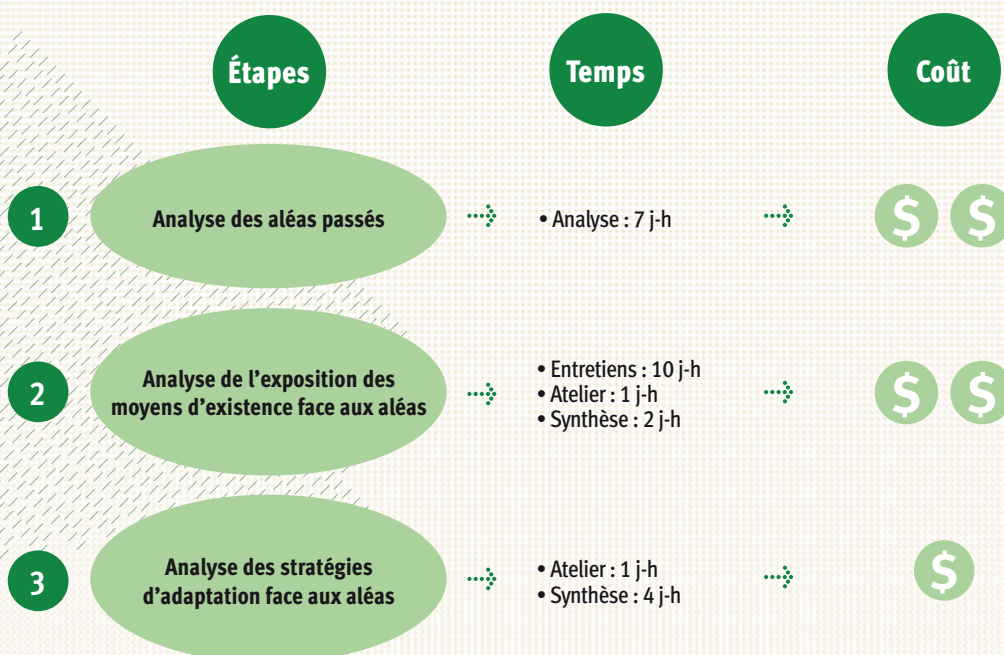 Étapes
Temps
Coût
1
Analyse des aléas passés
• Analyse : 7 j-h
$ $
2
Analyse de l'exposition des
moyens d'existence face aux aléas
• Entretiens : 10 j-h
• Atelier : 1 j-h
• Synthèse : 2 j-h
$ $
3
Analyse des stratégies
d'adaptation face aux aléas
• Atelier : 1 j-h
• Synthèse : 4 j-h
$